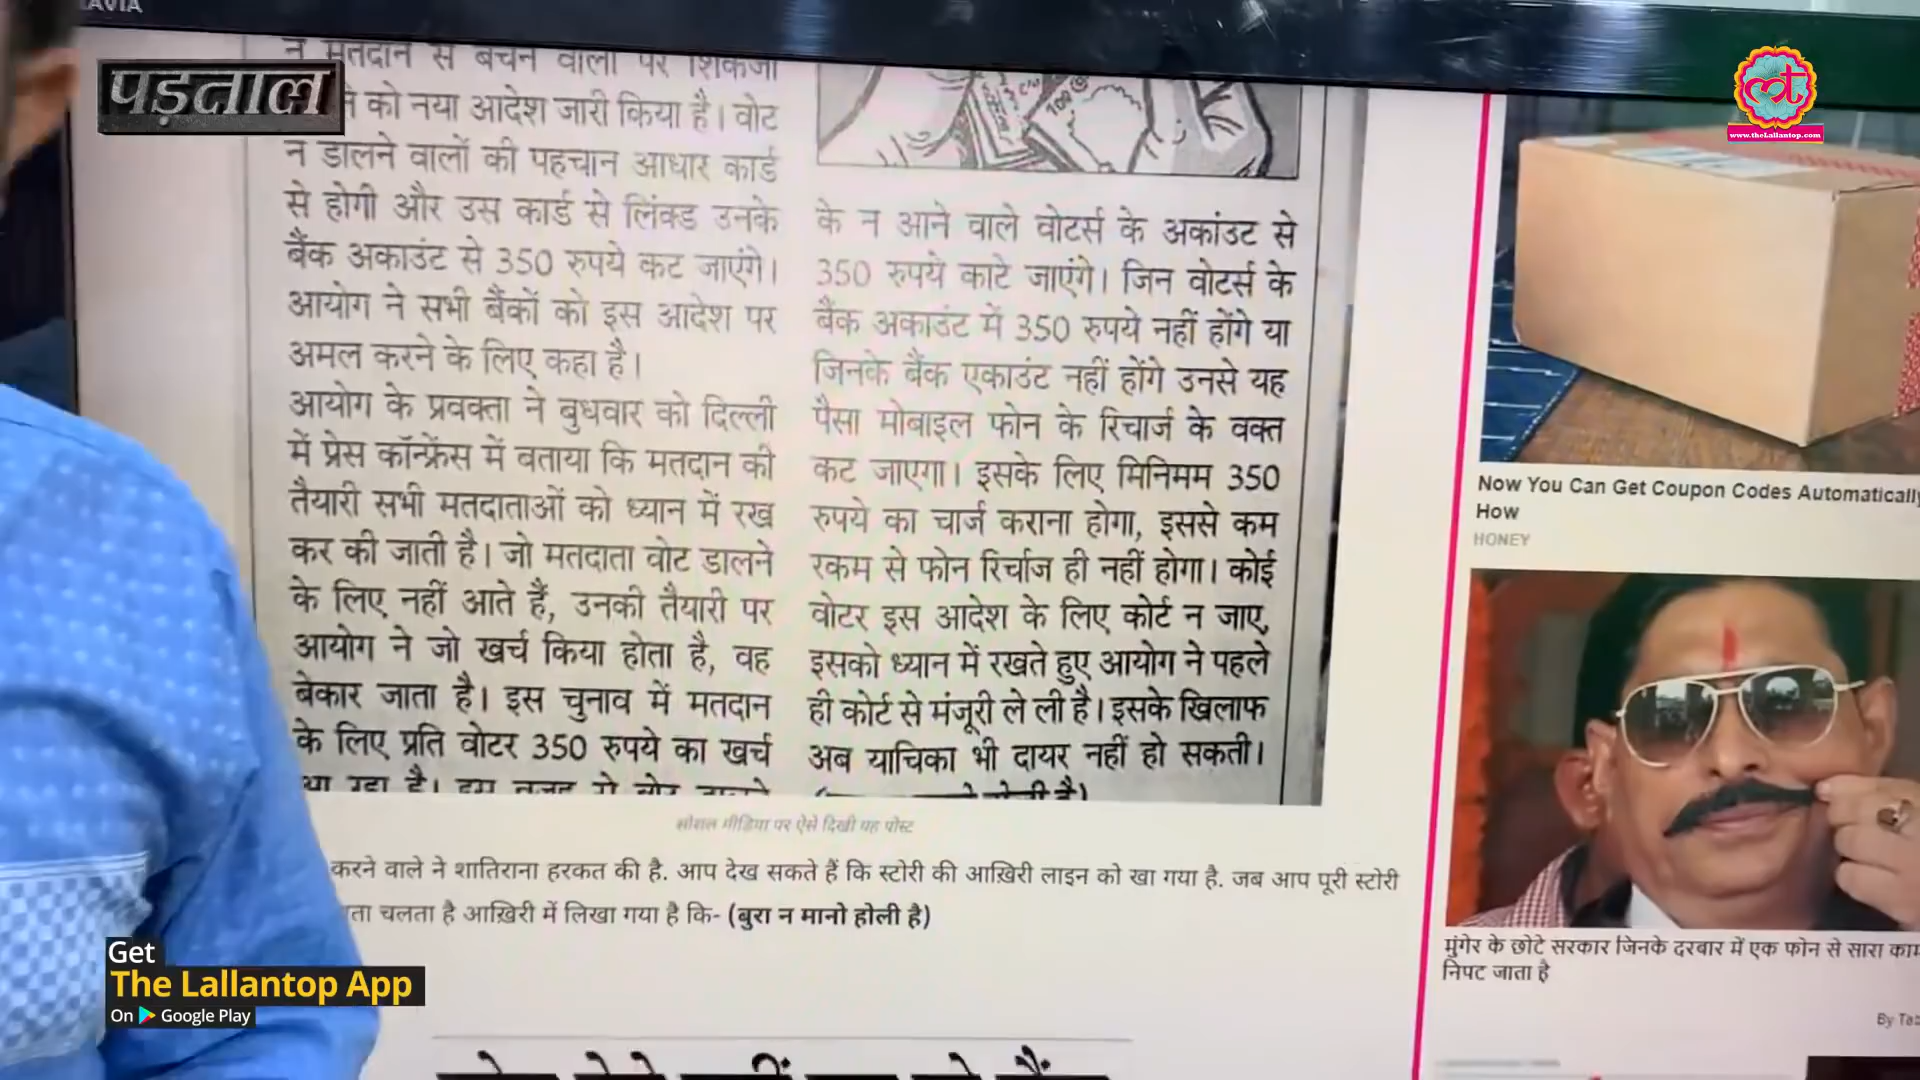 पड़ताल
www.theLallantop.com
न मतदान से बचने वालों पर शिकंजा
को नया आदेश जारी किया है। वोट
न डालने वालों की पहचान आधार कार्ड
से होगी और उस कार्ड से लिंक्ड उनके
बैंक अकाउंट से 350 रुपये कट जाएंगे।
आयोग ने सभी बैंकों को इस आदेश पर
अमल करने के लिए कहा है।
आयोग के प्रवक्ता ने बुधवार को दिल्ली
में प्रेस कॉन्फ्रेंस में बताया कि मतदान की
तैयारी सभी मतदाताओं को ध्यान में रख
कर की जाती है। जो मतदाता वोट डालने
के लिए नहीं आते हैं, उनकी तैयारी पर
आयोग ने जो खर्च किया होता है, वह
बेकार जाता है। इस चुनाव में मतदान
के लिए प्रति वोटर 350 रुपये का खर्च
100
के न आने वाले वोटर्स के अकांउट से
350 रुपये काटे जाएंगे। जिन वोटर्स के
बैंक अकाउंट में 350 रुपये नहीं होंगे या
जिनके बैंक एकाउंट नहीं होंगे उनसे यह
पैसा मोबाइल फोन के रिचार्ज के वक्त
कट जाएगा। इसके लिए मिनिमम 350
रुपये का चार्ज कराना होगा, इससे कम
रकम से फोन रिर्चाज ही नहीं होगा। कोई
वोटर इस आदेश के लिए कोर्ट न जाए,
इसको ध्यान में रखते हुए आयोग ने पहले
ही कोर्ट से मंजूरी ले ली है। इसके खिलाफ
अब याचिका भी दायर नहीं हो सकती।
सोशल मीडिया पर ऐसे दिखी यह पोस्ट
करने वाले ने शातिराना हरकत की है. आप देख सकते हैं कि स्टोरी की आख़िरी लाइन को खा गया है. जब आप पूरी स्टोरी
चलता है आख़िरी में लिखा गया है कि- (बुरा न मानो होली है)
Now You Can Get Coupon Codes Automatically
How
HONEY
मुंगेर के छोटे सरकार जिनके दरबार में एक फोन से सारा काम
निपट जाता है
By
Get
The Lallantop App
On Google Play